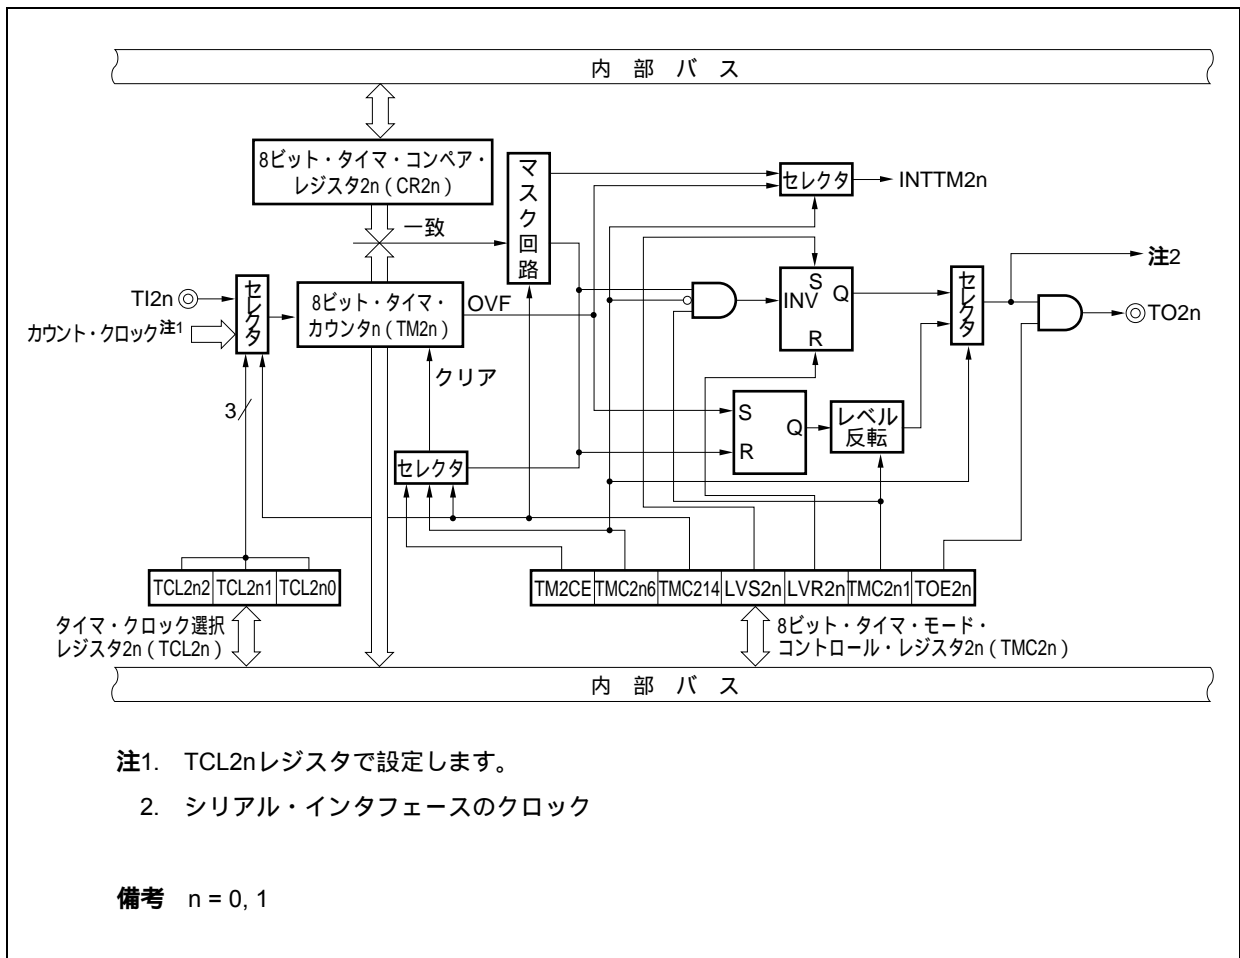 内 部 バ ス
8ビット・タイマ・コンペア・
レジスタ2n（CR2n）
マスク回路
セレクタ
INTTM2n
一致
TI2n
カウント・クロック注1
セレクタ
8ビット・タイマ・
カウンタn（TM2n）
OVF
クリア
INV
S
Q
R
セレクタ
注2
TO2n
3
セレクタ
S
Q
R
レベル
反転
TCL2n2 TCL2n1 TCL2n0
TM2CE TMC2n6 TMC214 LVS2n LVR2n TMC2n1 TOE2n
タイマ・クロック選択
レジスタ2n（TCL2n）
8ビット・タイマ・モード・
コントロール・レジスタ2n（TMC2n）
内 部 バ ス
注1. TCL2nレジスタで設定します。
2. シリアル・インタフェースのクロック
備考 n = 0, 1